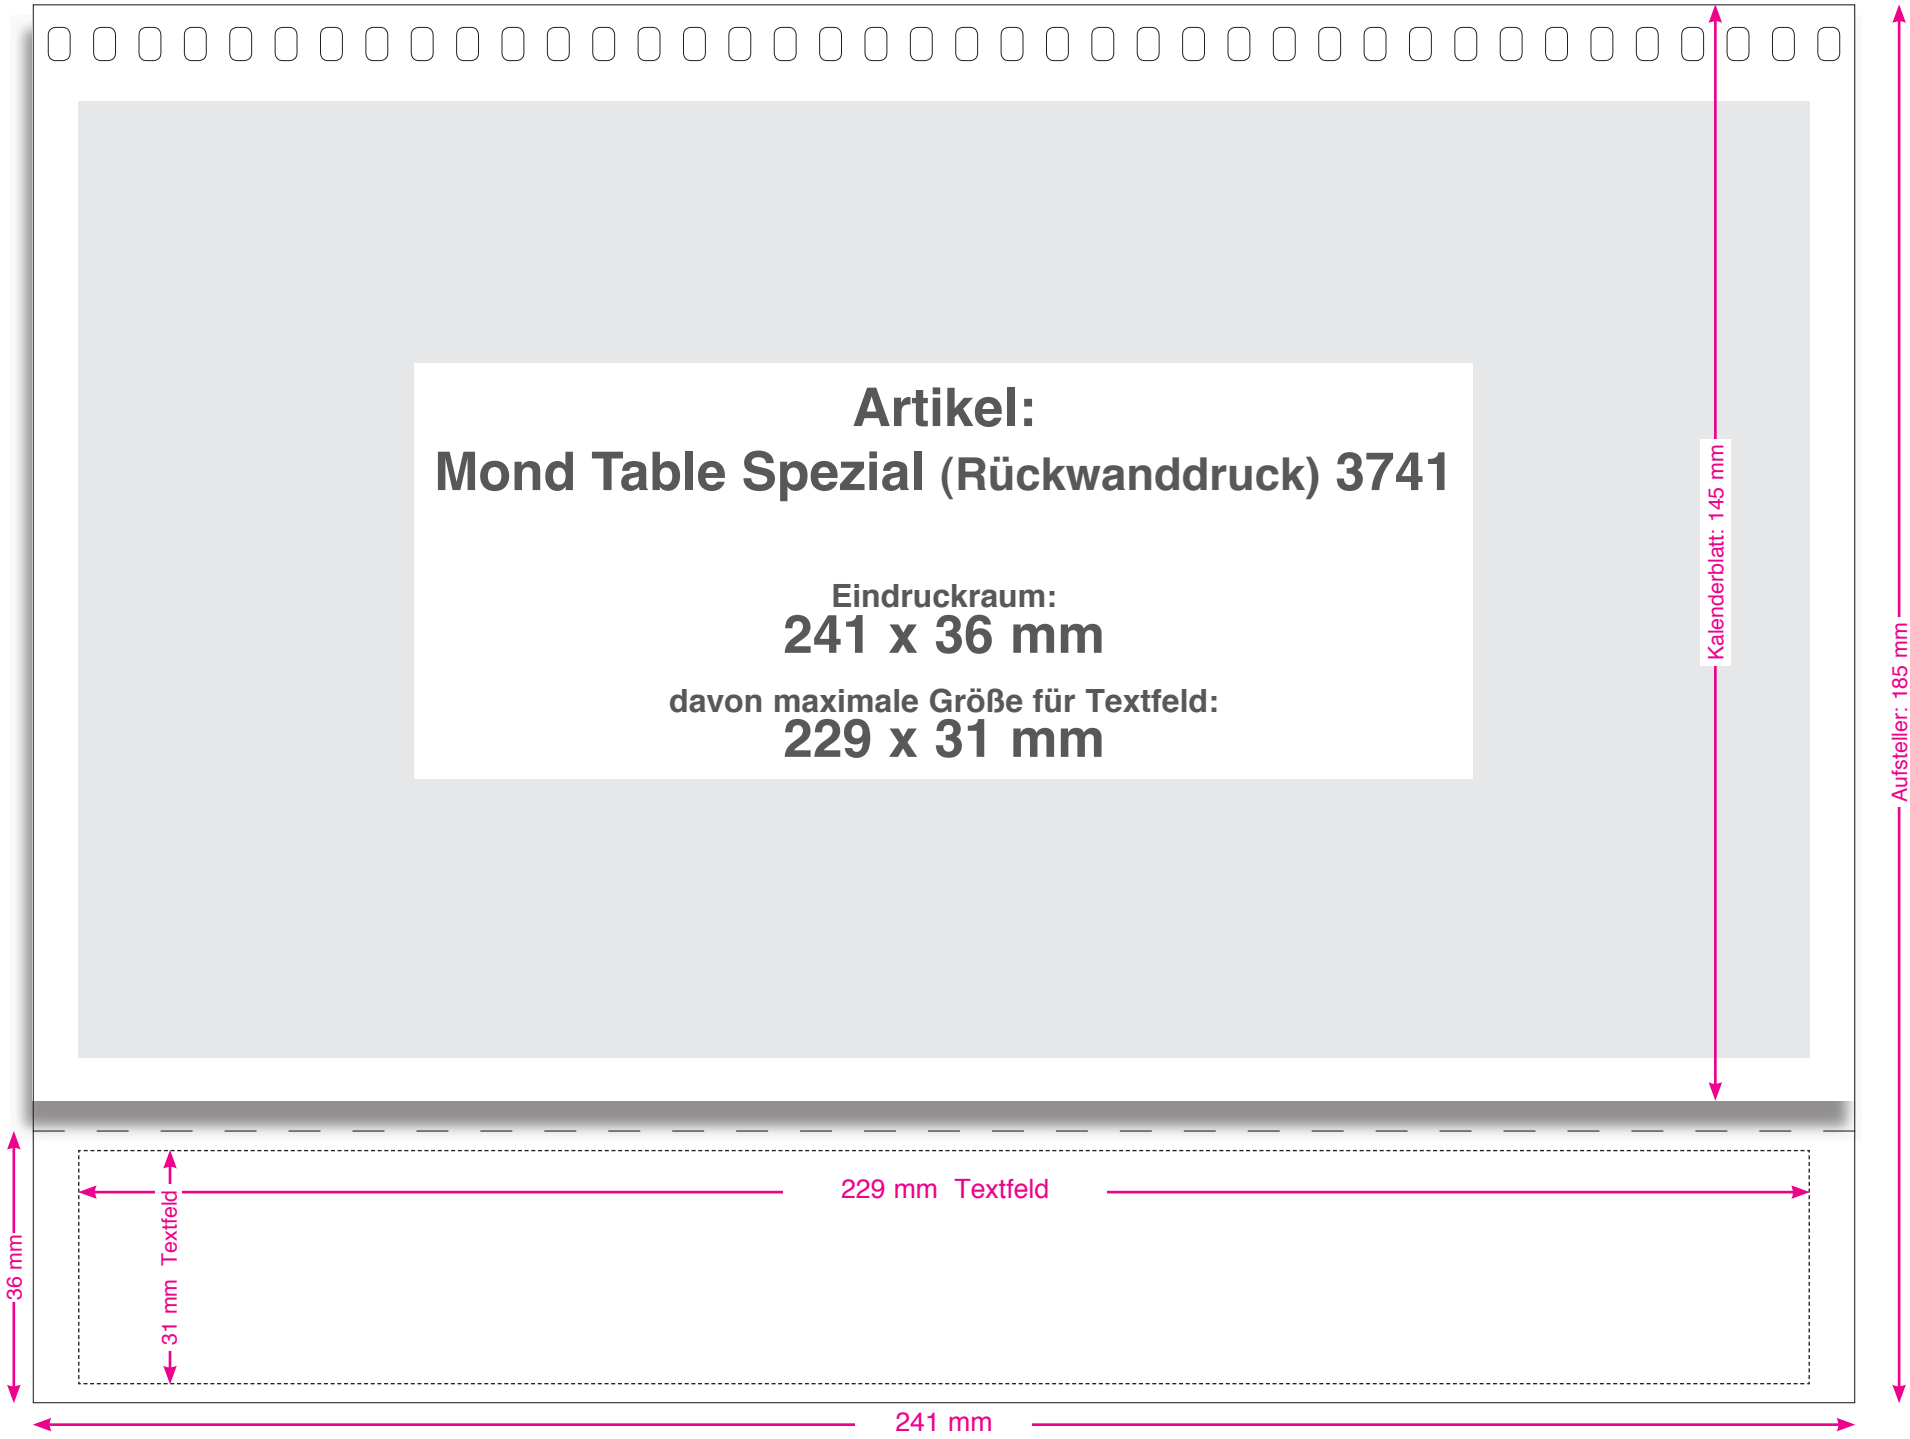 Artikel:
Mond Table Spezial (Rückwanddruck) 3741
Eindruckraum:
241 x 36 mm
davon maximale Größe für Textfeld:
229 x 31 mm
Kalenderblatt: 145 mm
Aufsteller: 185 mm
229 mm Textfeld
31 mm Textfeld
36 mm
241 mm